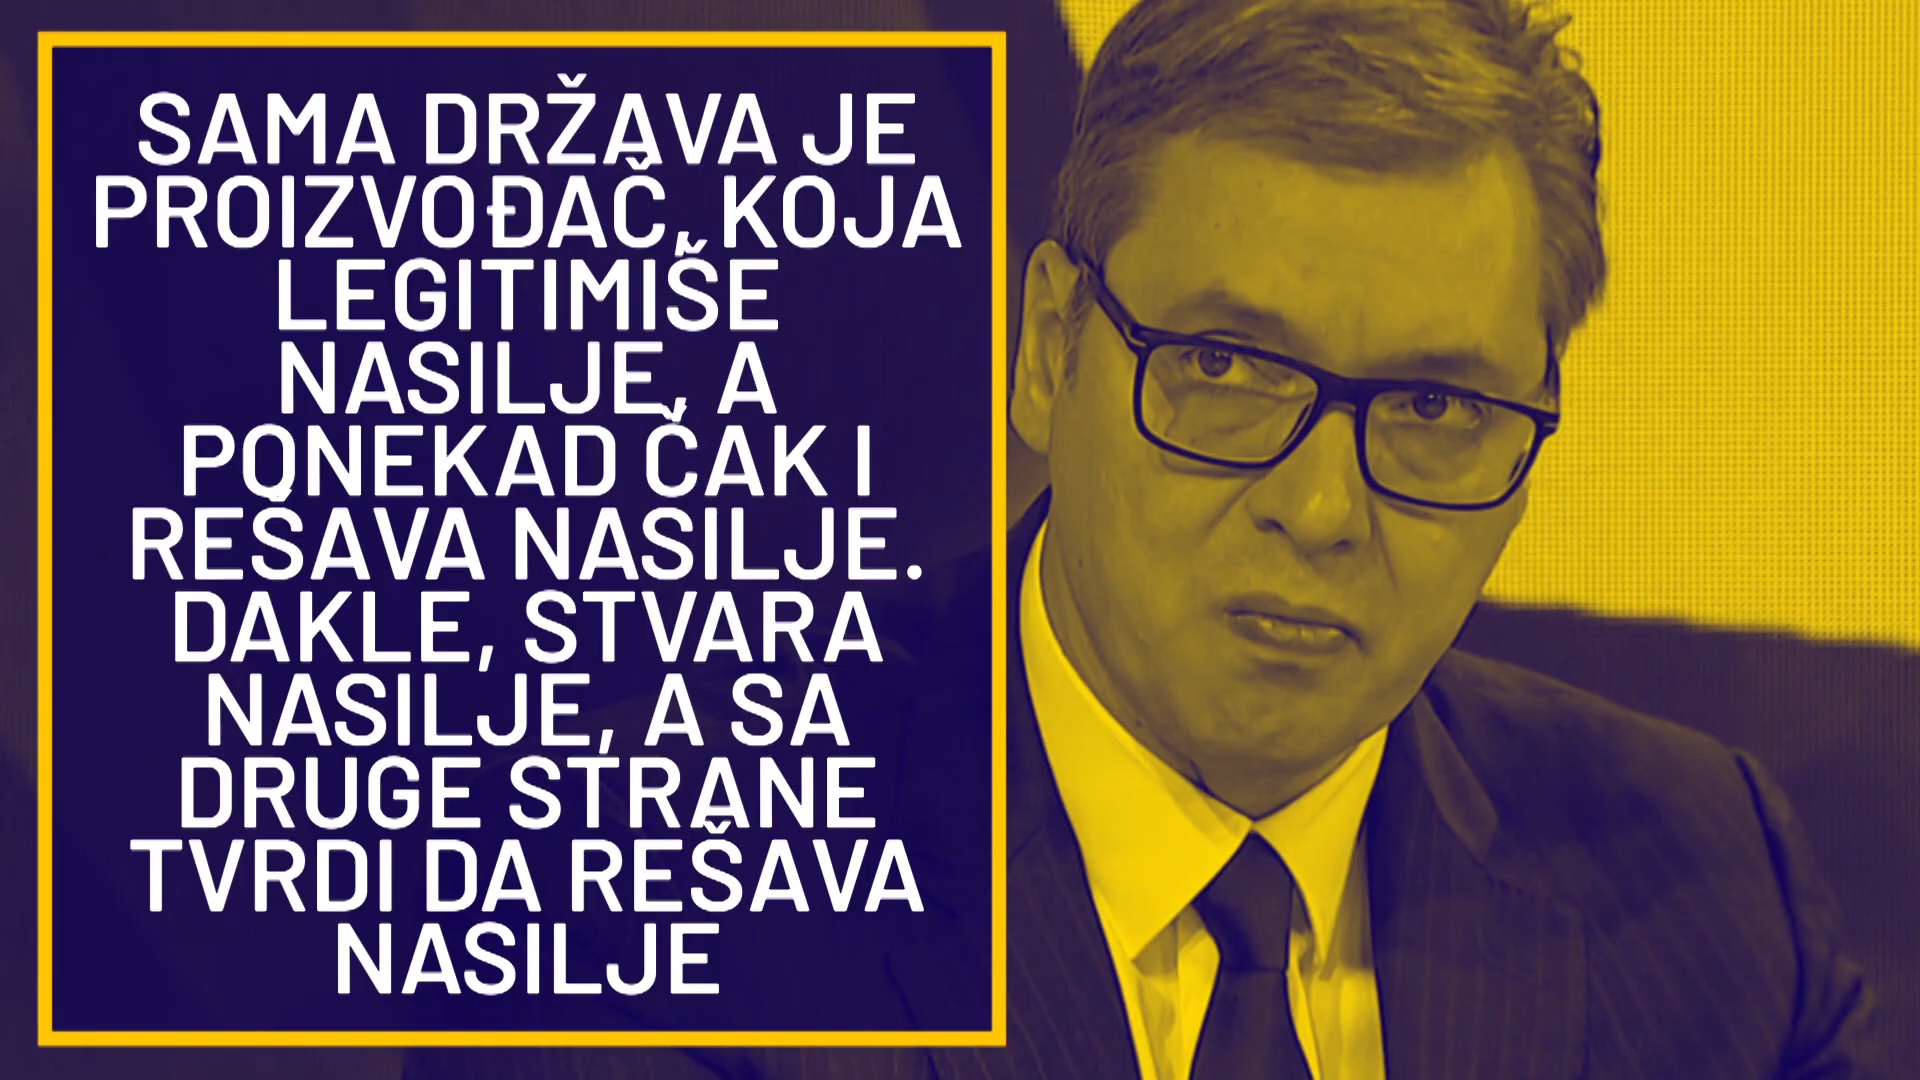 SAMA DRŽAVA JE
PROIZVOĐAČ, KOJA
LEGITIMIŠE
NASILJE, A
PONEKAD ČAK I
REŠAVA NASILJE.
DAKLE, STVARA
NASILJE, A SA
DRUGE STRANE
TVRDI DA REŠAVA
NASILJE